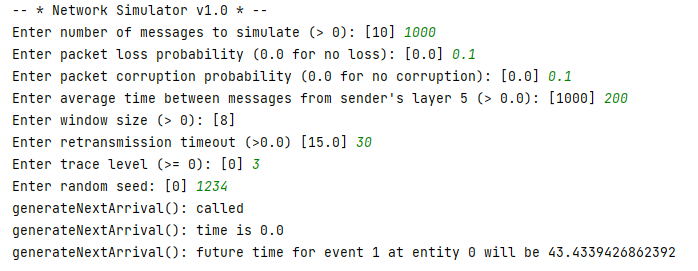 -- * Network Simulator v1.0 * --
Enter number of messages to simulate (> 0): [10] 1000
Enter packet loss probability (0.0 for no loss): [0.0] 0.1
Enter packet corruption probability (0.0 for no corruption): [0.0] 0.1
Enter average time between messages from sender's layer 5 (> 0.0): [1000] 200
Enter window size (> 0): [8]
Enter retransmission timeout (>0.0) [15.0] 30
Enter trace level (>= 0): [0] 3
Enter random seed: [0] 1234
generateNextArrival(): called
generateNextArrival(): time is 0.0
generateNextArrival(): future time for event 1 at entity 0 will be 43.4339426862392